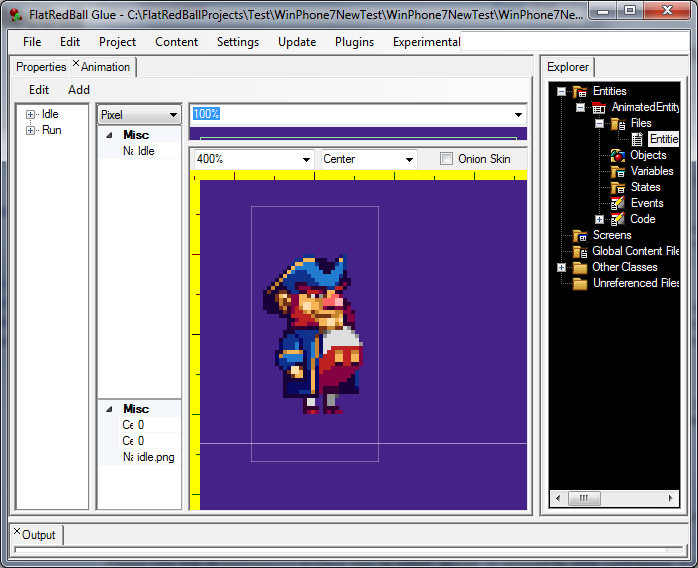 FlatRedBall Glue - C:\FlatRedBallProjects\Test\WinPhone7NewTest\WinPhone7NewTest\WinPhone7Ne...
File Edit Project Content Settings Update Plugins Experimental
Properties Animation
Edit Add
Idle
Run
Pixel
Misc
Na Idle
Misc
Ce 0
Ce 0
Na idle.png
100%
400% Center Onion Skin
Explorer
Entities
AnimatedEntity
Files
Entitie
Objects
Variables
States
Events
Code
Screens
Global Content File
Other Classes
Unreferenced Files
Output